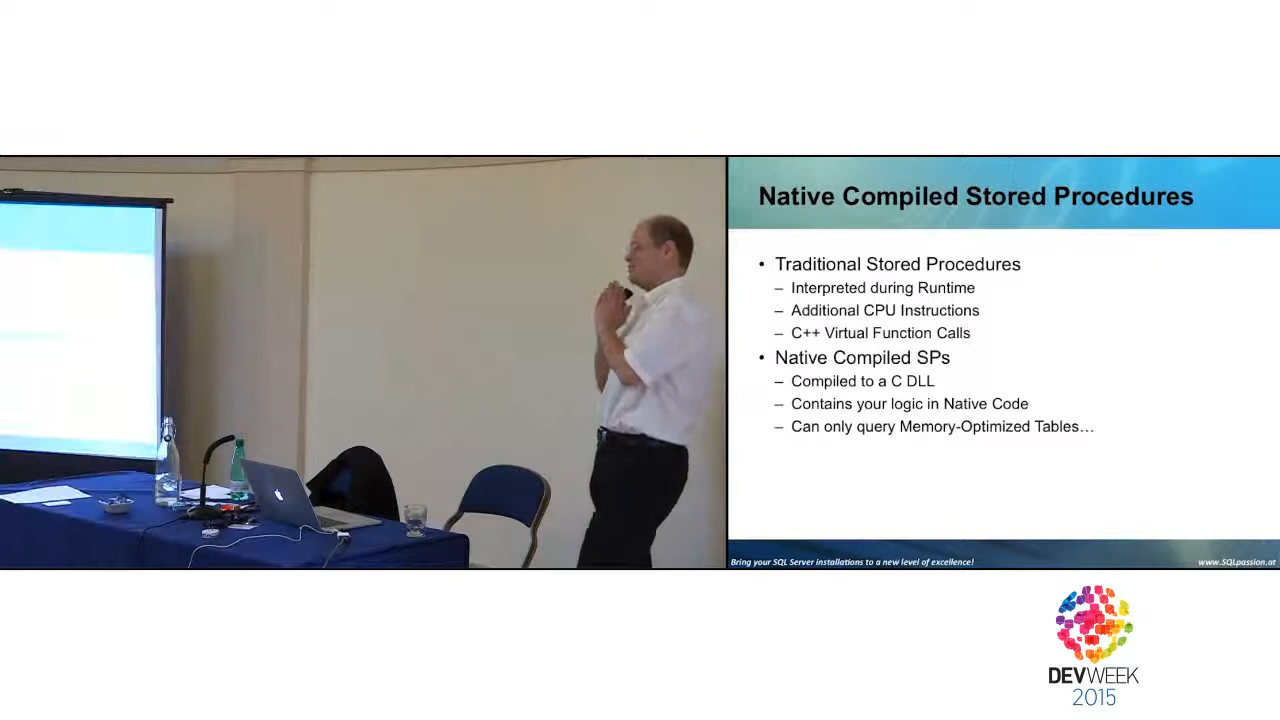 Native Compiled Stored Procedures
• Traditional Stored Procedures
– Interpreted during Runtime
– Additional CPU Instructions
– C++ Virtual Function Calls
• Native Compiled SPs
– Compiled to a C DLL
– Contains your logic in Native Code
– Can only query Memory-Optimized Tables…
Bring your SQL Server installations to a new level of excellence!
www.SQLpassion.at
DEVWEEK
2015